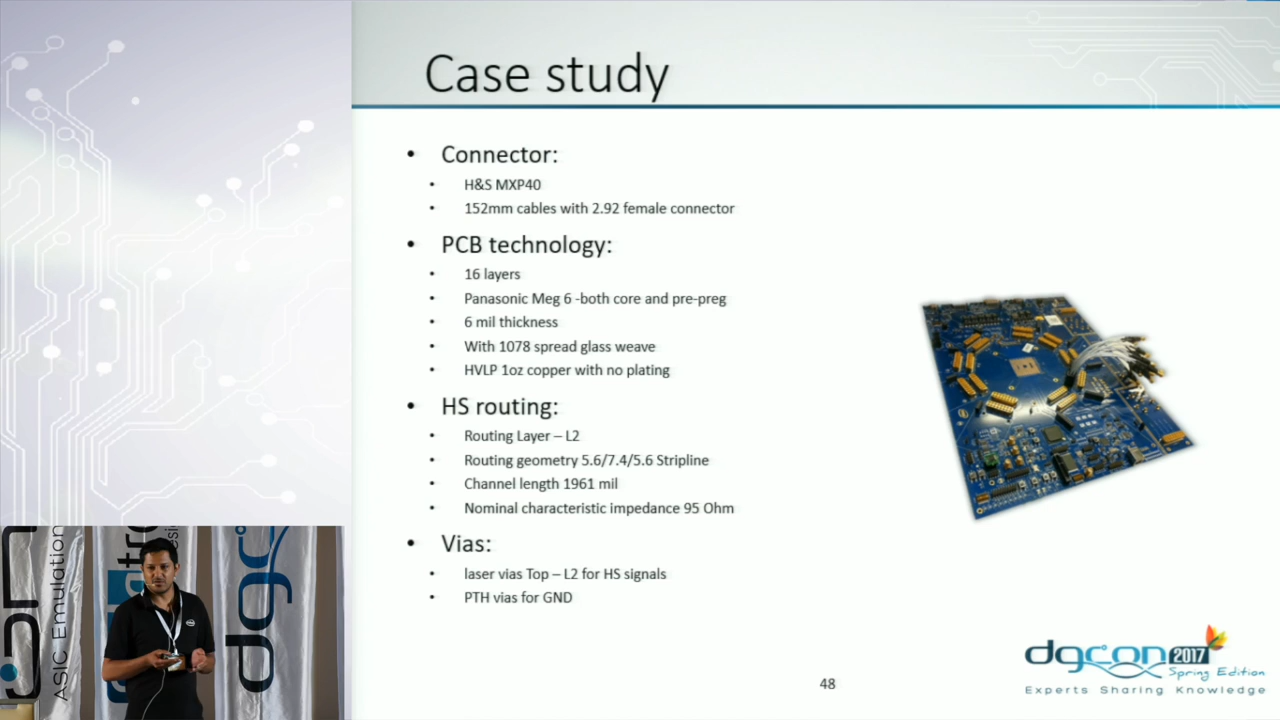 Case study
• Connector:
• H&S MXP40
• 152mm cables with 2.92 female connector
• PCB technology:
• 16 layers
• Panasonic Meg 6 -both core and pre-preg
• 6 mil thickness
• With 1078 spread glass weave
• HVLP 1oz copper with no plating
• HS routing:
• Routing Layer – L2
• Routing geometry 5.6/7.4/5.6 Stripline
• Channel length 1961 mil
• Nominal characteristic impedance 95 Ohm
• Vias:
• laser vias Top – L2 for HS signals
• PTH vias for GND
48
dgcon 2017
Spring Edition
Experts Sharing Knowledge
ASIC Emulation
dgc